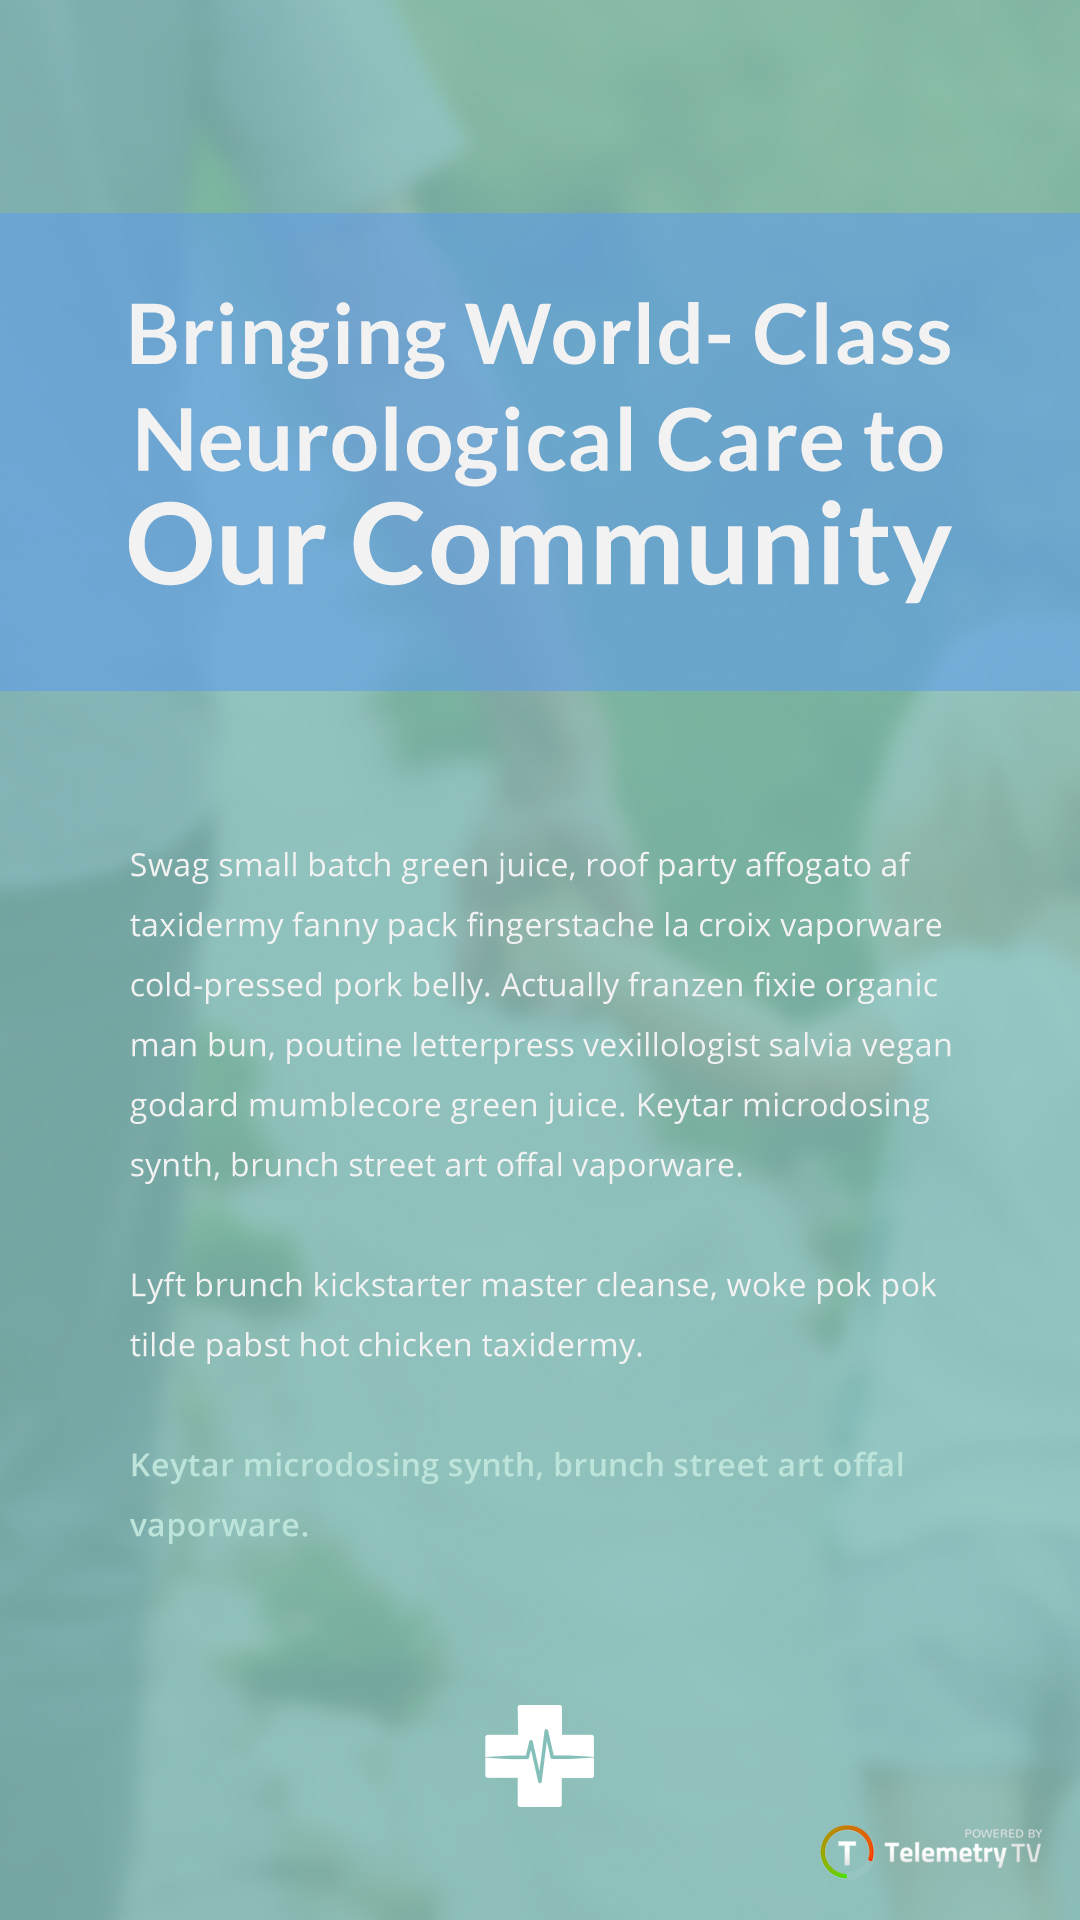 Bringing World- Class
Neurological Care to
Our Community
Swag small batch green juice, roof party affogato af
taxidermy fanny pack fingerstache la croix vaporware
cold-pressed pork belly. Actually franzen fixie organic
man bun, poutine letterpress vexillologist salvia vegan
godard mumblecore green juice. Keytar microdosing
synth, brunch street art offal vaporware.
Lyft brunch kickstarter master cleanse, woke pok pok
tilde pabst hot chicken taxidermy.
Keytar microdosing synth, brunch street art offal
vaporware.
POWERED BY
T TelemetryTV